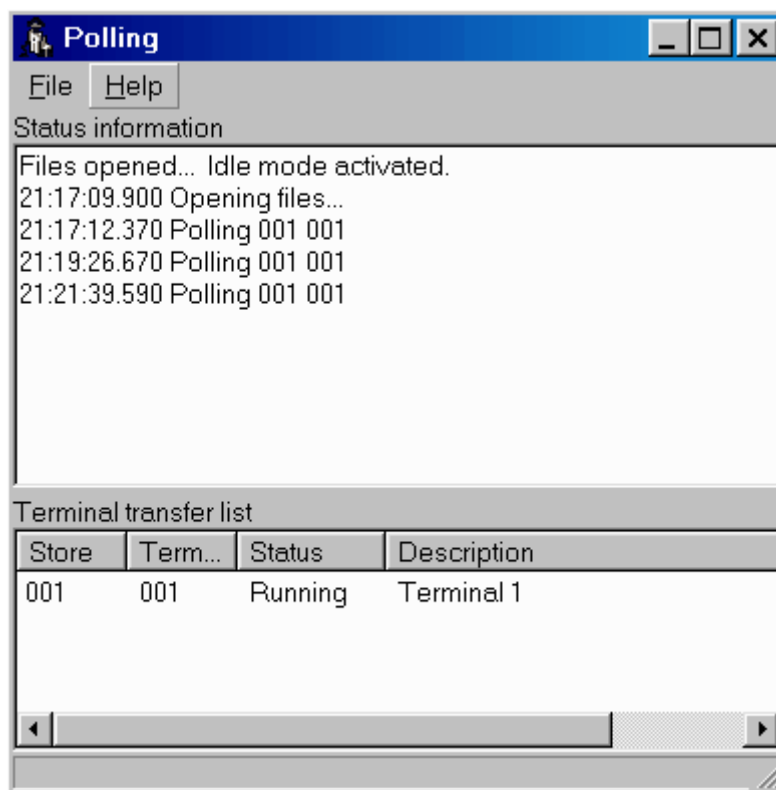 Polling
File Help
Status information
Files opened... Idle mode activated.
21:17:09.900 Opening files...
21:17:12.370 Polling 001 001
21:19:26.670 Polling 001 001
21:21:39.590 Polling 001 001
Terminal transfer list
Store Term... Status Description
001 001 Running Terminal 1